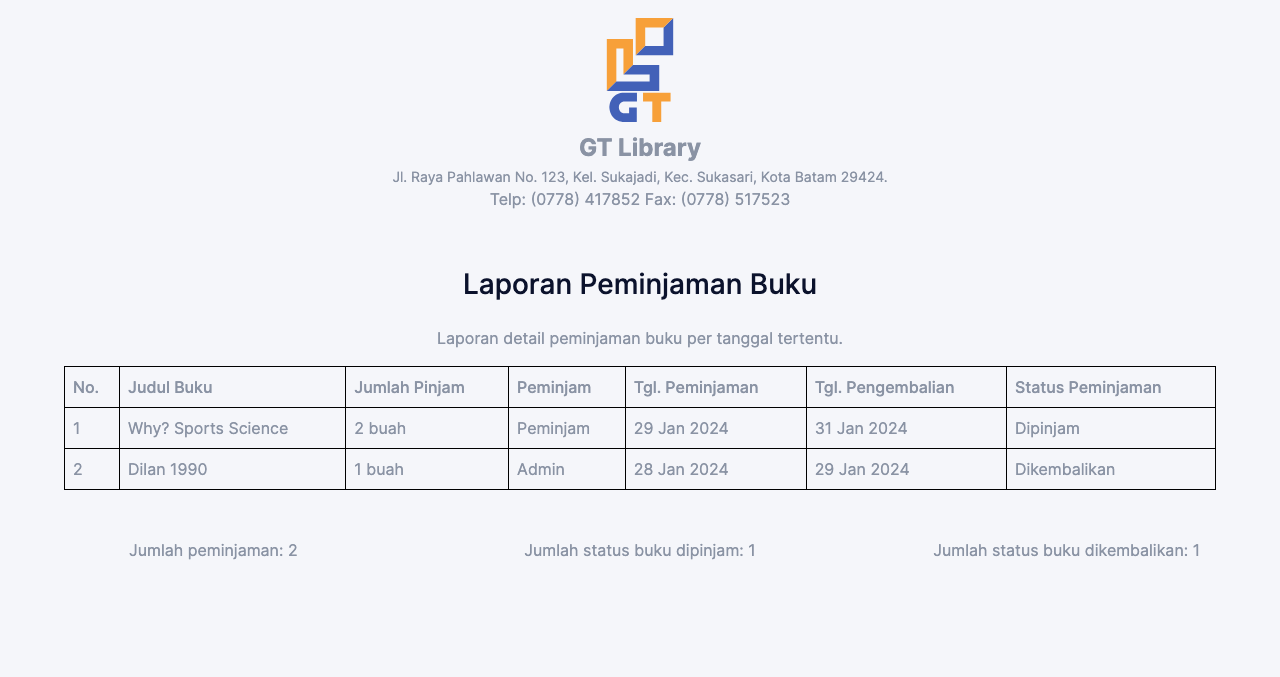 GT
GT Library
Jl. Raya Pahlawan No. 123, Kel. Sukajadi, Kec. Sukasari, Kota Batam 29424.
Telp: (0778) 417852 Fax: (0778) 517523
Laporan Peminjaman Buku
Laporan detail peminjaman buku per tanggal tertentu.
No. Judul Buku Jumlah Pinjam Peminjam Tgl. Peminjaman Tgl. Pengembalian Status Peminjaman
1 Why? Sports Science 2 buah Peminjam 29 Jan 2024 31 Jan 2024 Dipinjam
2 Dilan 1990 1 buah Admin 28 Jan 2024 29 Jan 2024 Dikembalikan
Jumlah peminjaman: 2 Jumlah status buku dipinjam: 1 Jumlah status buku dikembalikan: 1